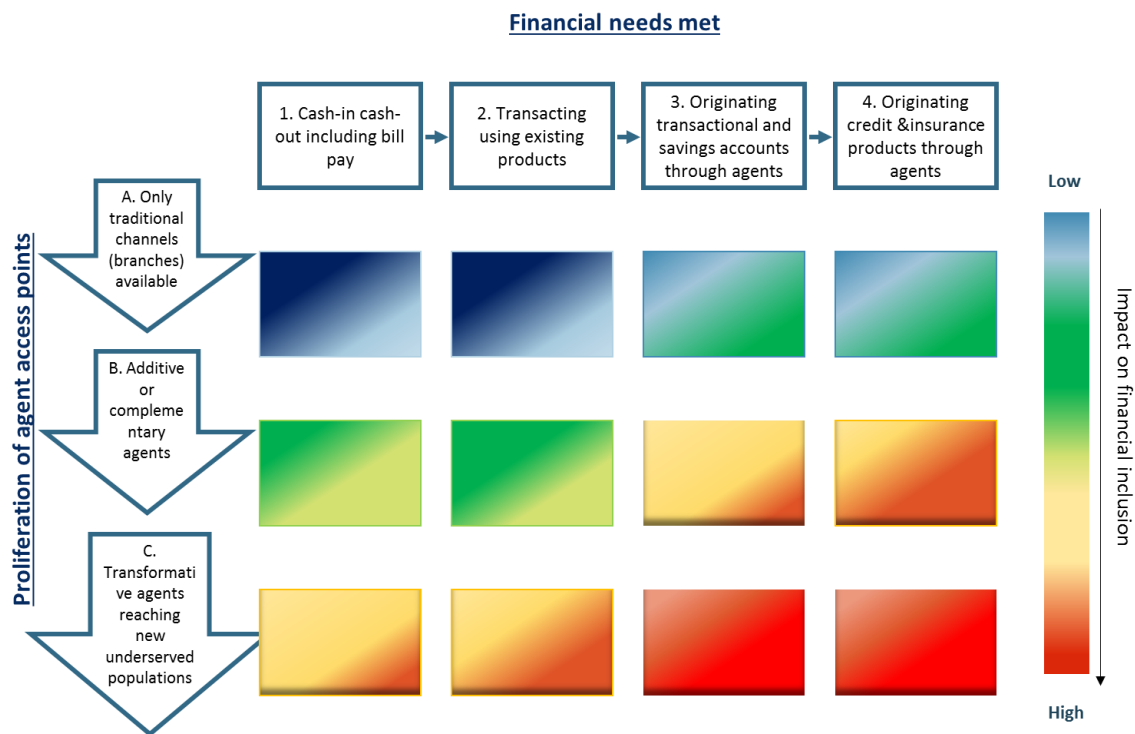 Financial needs met
1. Cash-in cash-
out including bill
pay
2. Transacting
using existing
products
3. Originating
transactional and
savings accounts
through agents
4. Originating
credit &insurance
products through
agents
Proliferation of agent access points
A. Only
traditional
channels
(branches)
available
B. Additive
or
compleme
ntary
agents
C.
Transformati
ve agents
reaching
new
underserved
populations
Low
Impact on financial inclusion
High